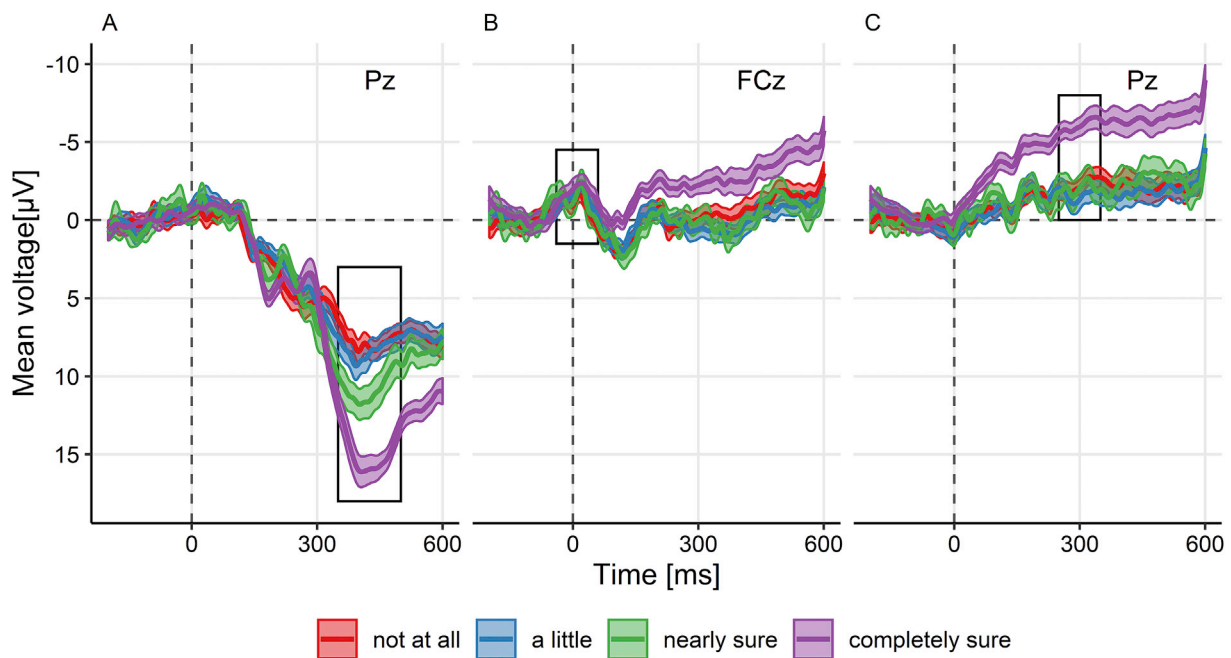 A B C
Pz FCz Pz
-10
-5
0
5
10
15
Mean voltage[µV]
0 300 600 0 300 600 0 300 600
Time [ms]
not at all a little nearly sure completely sure